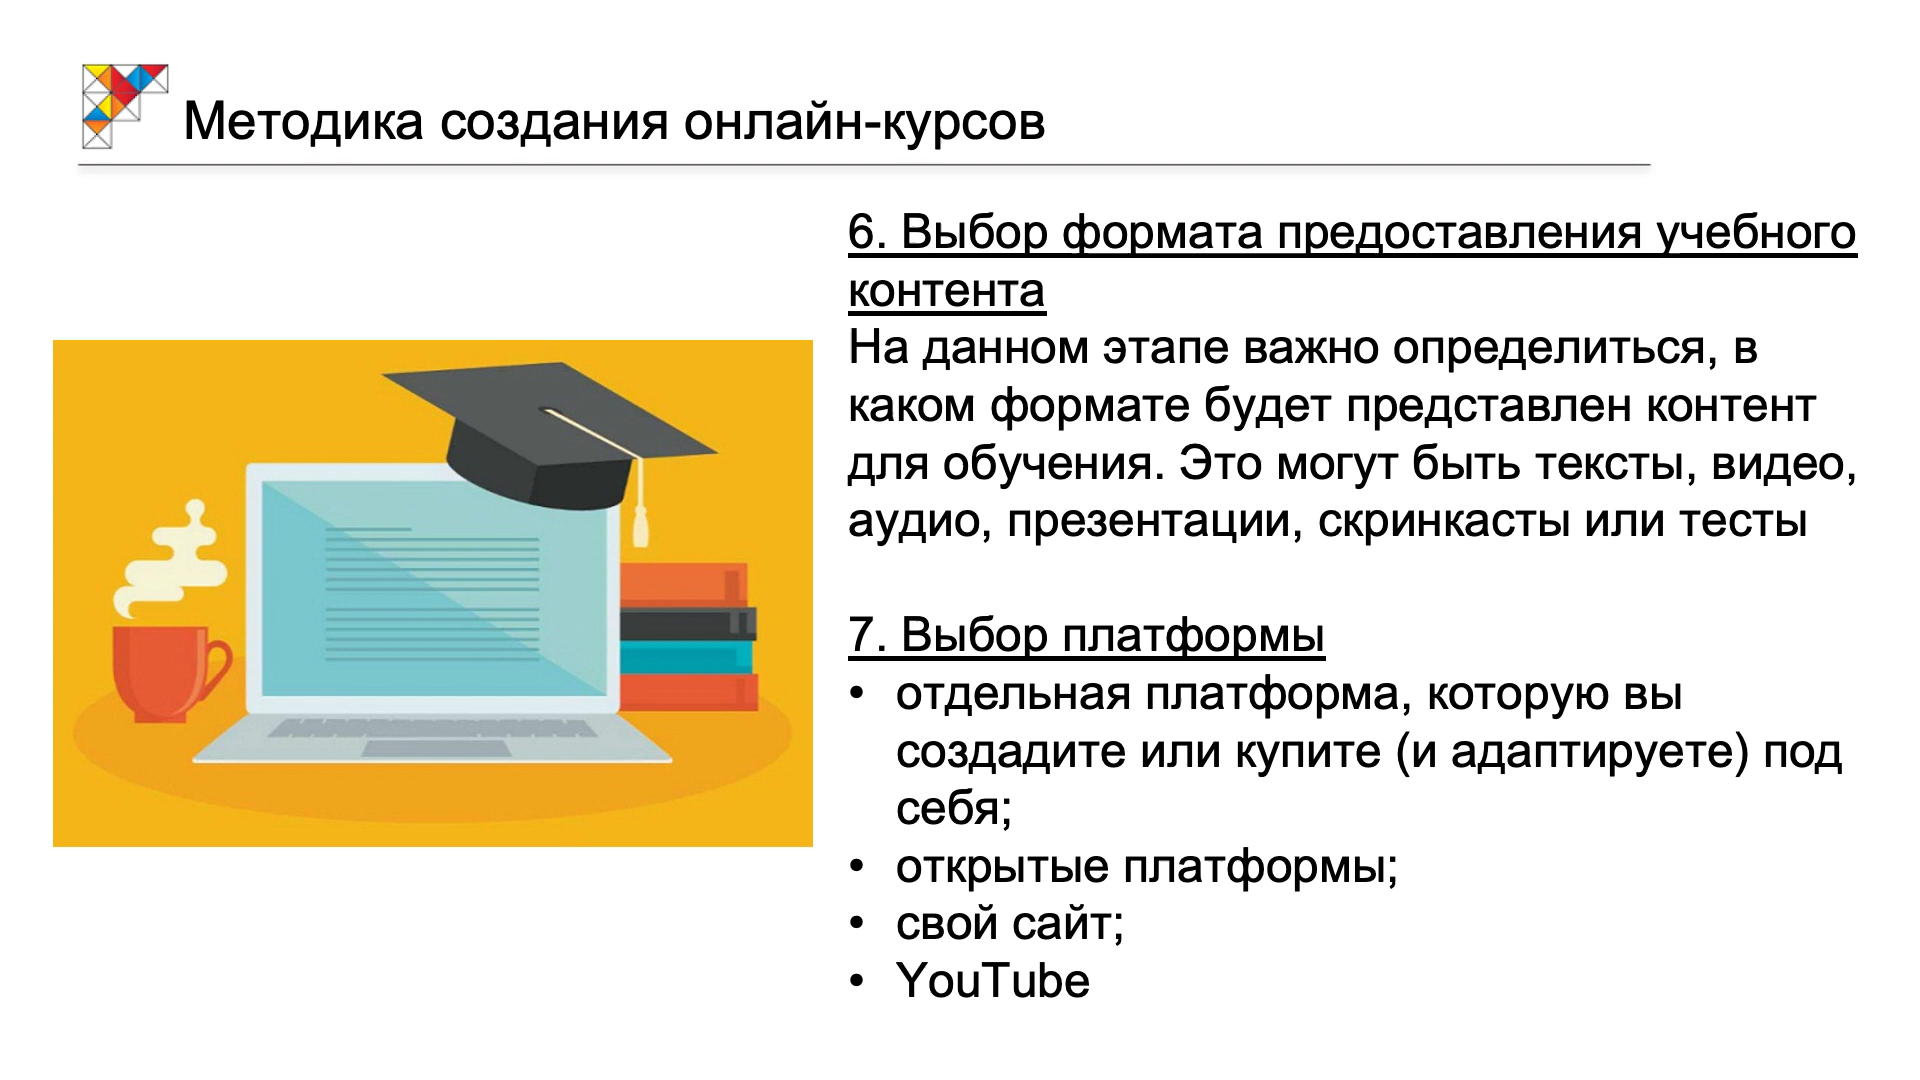 Методика создания онлайн-курсов
6. Выбор формата предоставления учебного
контента
На данном этапе важно определиться, в
каком формате будет представлен контент
для обучения. Это могут быть тексты, видео,
аудио, презентации, скринкасты или тесты
7. Выбор платформы
• отдельная платформа, которую вы
создадите или купите (и адаптируете) под
себя;
• открытые платформы;
• свой сайт;
• YouTube